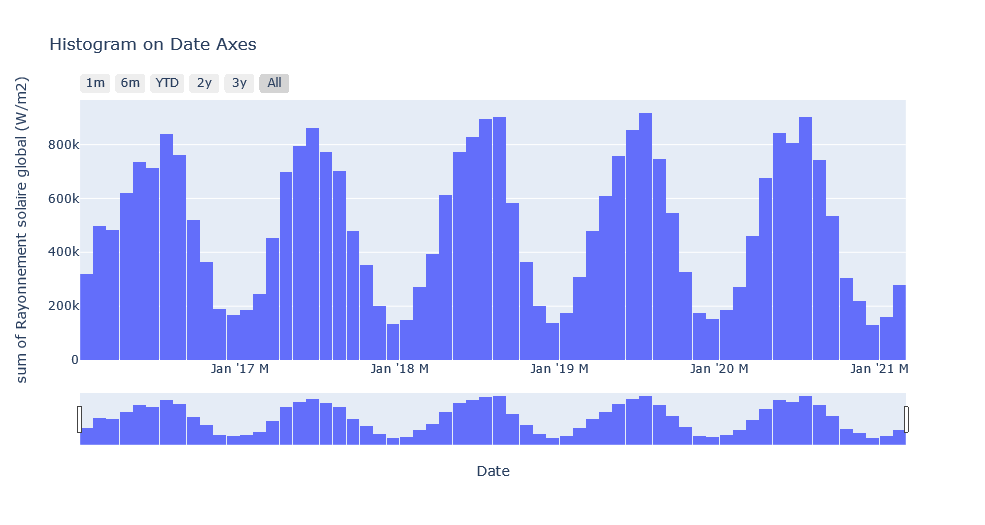 Histogram on Date Axes
1m 6m YTD 2y 3y All
sum of Rayonnement solaire global (W/m2)
800k
600k
400k
200k
0
Jan '17 M Jan '18 M Jan '19 M Jan '20 M Jan '21 M
Date